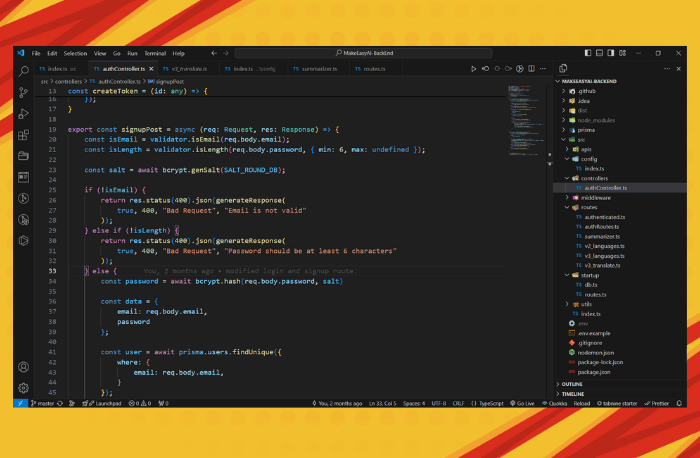 File Edit Selection View Go Run Terminal Help
MakeEasyAI-BackEnd
TS index.ts src
TS authController.ts ×
TS v3_translate.ts
TS index.ts …\config
TS summarizer.ts
TS routes.ts
src > controllers > TS authController.ts > signupPost
13 const createToken = (id: any) => {
16 });
17 }
18
19 export const signupPost = async (req: Request, res: Response) => {
20 const isEmail = validator.isEmail(req.body.email);
21 const isLength = validator.isLength(req.body.password, { min: 6, max: undefined });
22
23 const salt = await bcrypt.genSalt(SALT_ROUND_DB);
24
25 if (!isEmail) {
26 return res.status(400).json(generateResponse(
27 true, 400, "Bad Request", "Email is not valid"
28 ));
29 } else if (!isLength) {
30 return res.status(400).json(generateResponse(
31 true, 400, "Bad Request", "Password should be at least 6 characters"
32 ));
33 } else { You, 2 months ago • modified login and signup route.
34 const password = await bcrypt.hash(req.body.password, salt)
35
36 const data = {
37 email: req.body.email,
38 password
39 };
40
41 const user = await prisma.users.findUnique({
42 where: {
43 email: req.body.email,
44 }
45 });
MAKEEASYAI-BACKEND
.github
.idea
dist
node_modules
prisma
src
apis
config
TS index.ts
controllers
TS authController.ts
middleware
routes
TS authenticated.ts
TS authRoutes.ts
TS summarizer.ts
TS v2_languages.ts
TS v3_languages.ts
TS v3_translate.ts
startup
TS db.ts
TS routes.ts
utils
TS index.ts
.env
.env.example
.gitignore
nodemon.json
package-lock.json
package.json
OUTLINE
TIMELINE
master Launchpad 0 0 0 You, 2 months ago Ln 33, Col 5 Spaces: 4 UTF-8 CRLF {} TypeScript Go Live Quokka Reload tabnine starter Prettier